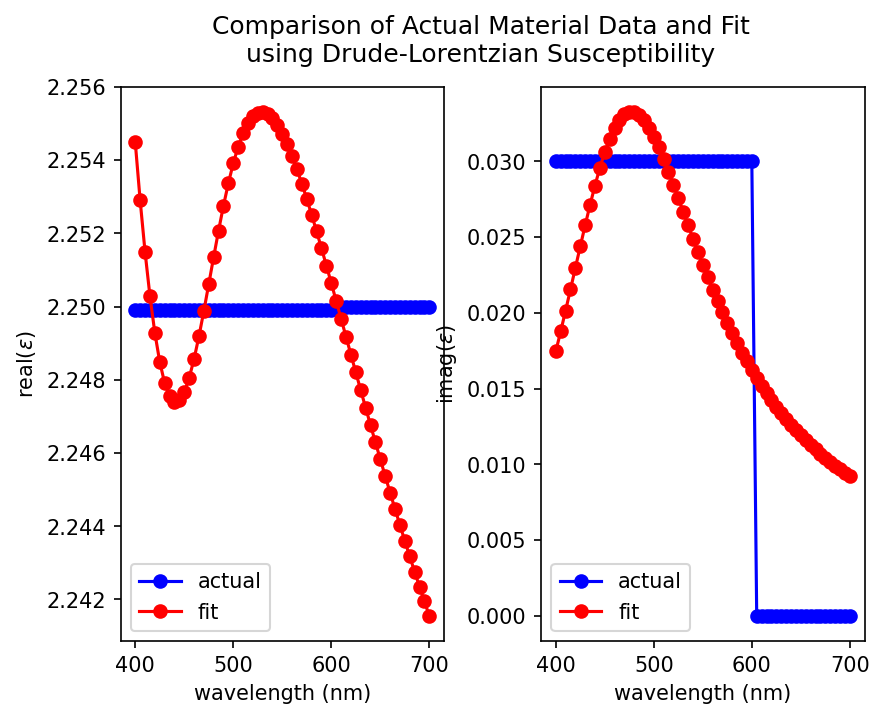 Comparison of Actual Material Data and Fit
using Drude-Lorentzian Susceptibility
2.256
2.254
2.252
2.250
2.248
2.246
2.244
2.242
real(ε)
actual
fit
400 500 600 700
wavelength (nm)
0.030
0.025
0.020
0.015
0.010
0.005
0.000
imag(ε)
actual
fit
400 500 600 700
wavelength (nm)